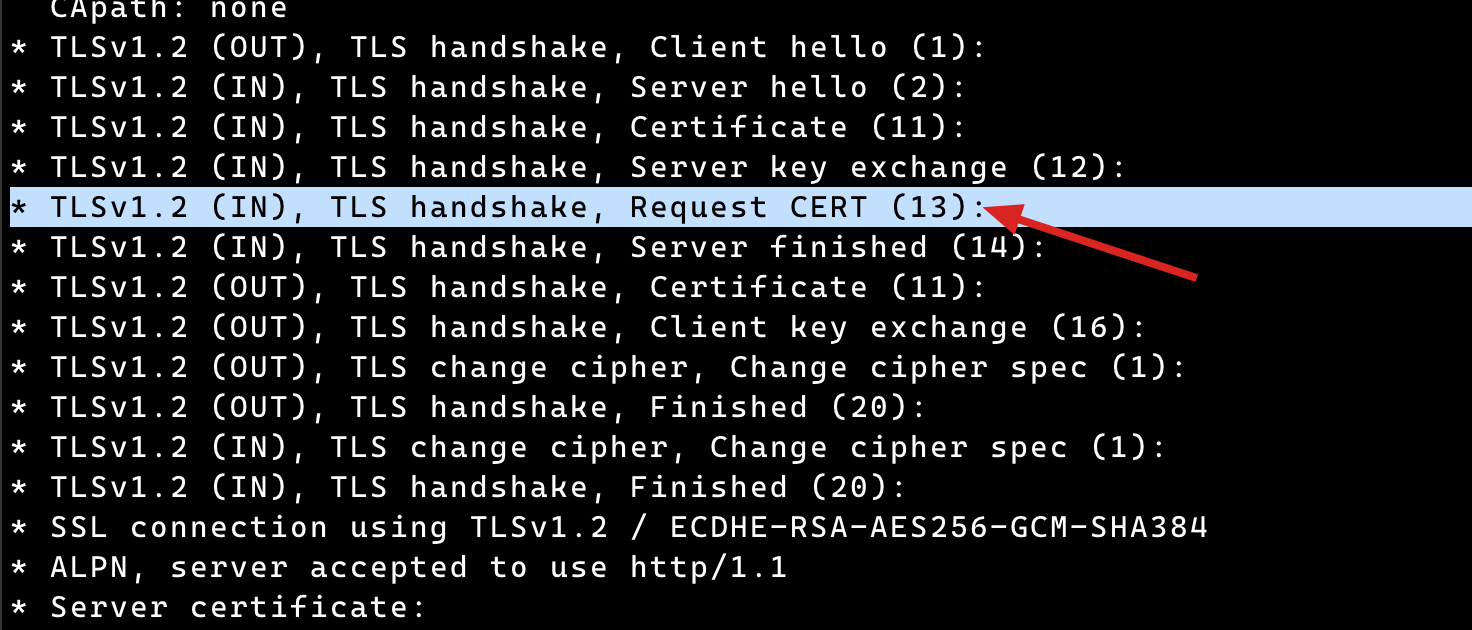 CApath: none
* TLSv1.2 (OUT), TLS handshake, Client hello (1):
* TLSv1.2 (IN), TLS handshake, Server hello (2):
* TLSv1.2 (IN), TLS handshake, Certificate (11):
* TLSv1.2 (IN), TLS handshake, Server key exchange (12):
* TLSv1.2 (IN), TLS handshake, Request CERT (13):
* TLSv1.2 (IN), TLS handshake, Server finished (14):
* TLSv1.2 (OUT), TLS handshake, Certificate (11):
* TLSv1.2 (OUT), TLS handshake, Client key exchange (16):
* TLSv1.2 (OUT), TLS change cipher, Change cipher spec (1):
* TLSv1.2 (OUT), TLS handshake, Finished (20):
* TLSv1.2 (IN), TLS change cipher, Change cipher spec (1):
* TLSv1.2 (IN), TLS handshake, Finished (20):
* SSL connection using TLSv1.2 / ECDHE-RSA-AES256-GCM-SHA384
* ALPN, server accepted to use http/1.1
* Server certificate: